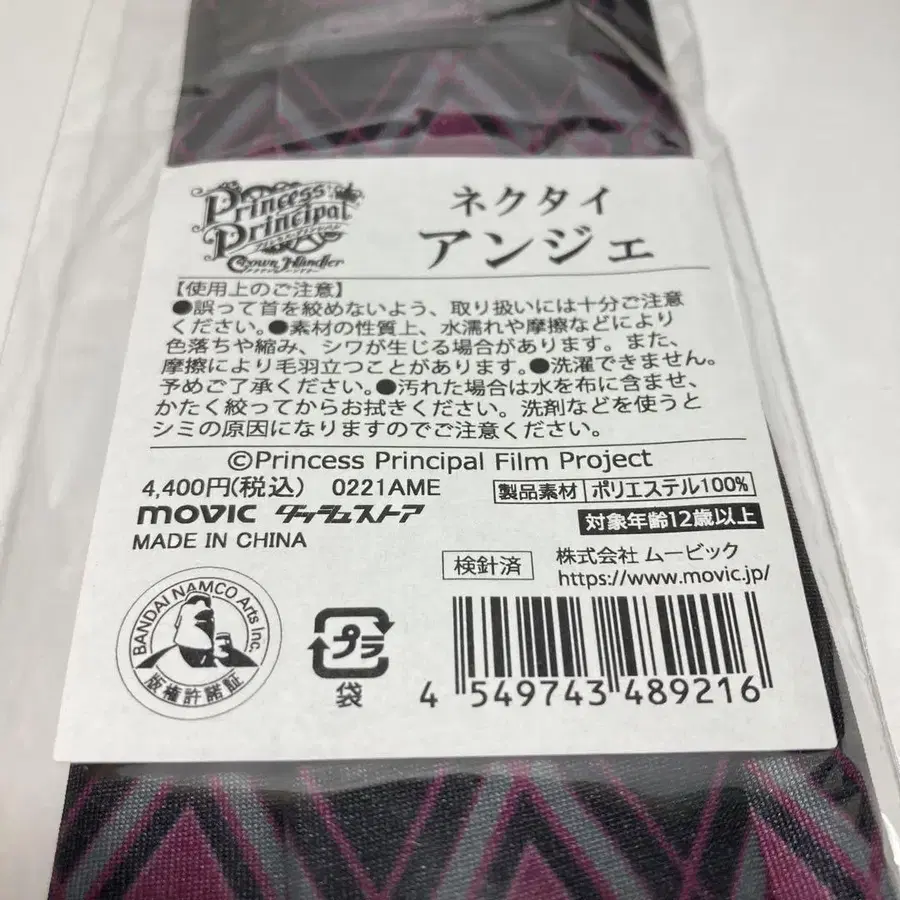 Princess
Principal
プリンセス・プリンシパル
Crown Handler
クラウン・ハンドラー
ネクタイ
アンジェ
【使用上のご注意】
●誤って首を絞めないよう、取り扱いには十分ご注意
ください。●素材の性質上、水濡れや摩擦などにより
色落ちや縮み、シワが生じる場合があります。また、
摩擦により毛羽立つことがあります。●洗濯できません。
予めご了承ください。●汚れた場合は水を布に含ませ、
かたく絞ってからお拭きください。洗剤などを使うと
シミの原因になりますのでご注意ください。
©Princess Principal Film Project
4,400円(税込) 0221AME
製品素材 ポリエステル100%
movic ダッシュストア
対象年齢12歳以上
MADE IN CHINA
検針済
株式会社 ムービック
https://www.movic.jp/
BANDAI NAMCO Arts Inc.
版権許諾証
プラ
袋
4 549743 489216